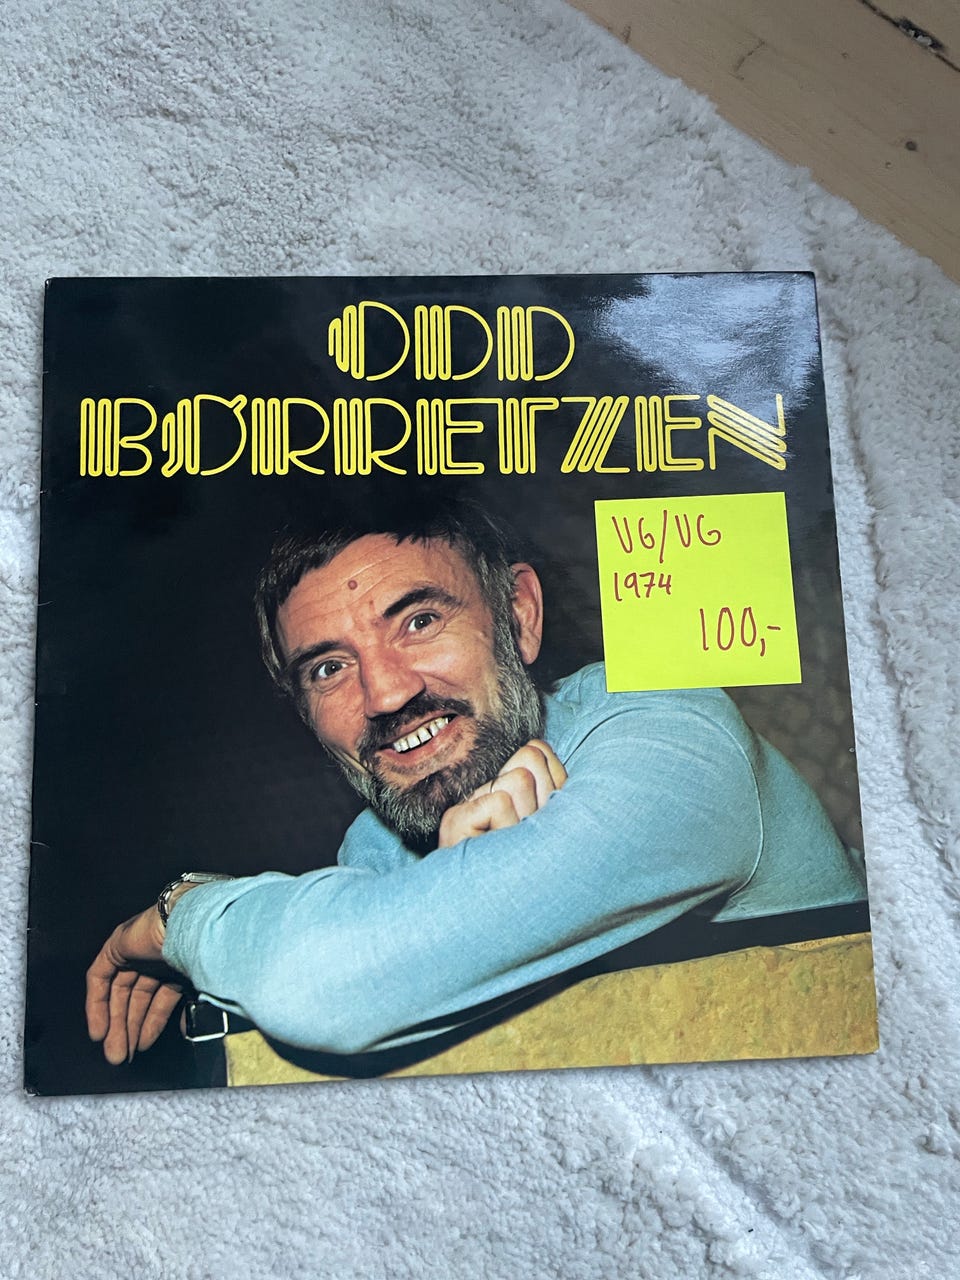 ODD
BØRRETZEN
VG/VG
1974
100,-